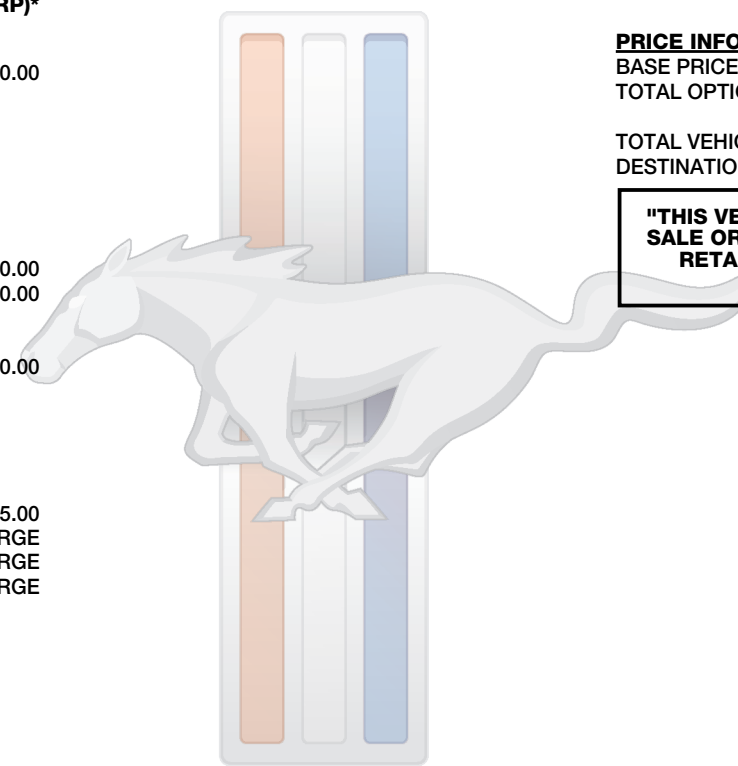 RP)*
0.00
0.00
0.00
0.00
5.00
RGE
RGE
RGE
PRICE INFO
BASE PRICE
TOTAL OPTI
TOTAL VEHI
DESTINATIO
"THIS VE
SALE OR
RETA